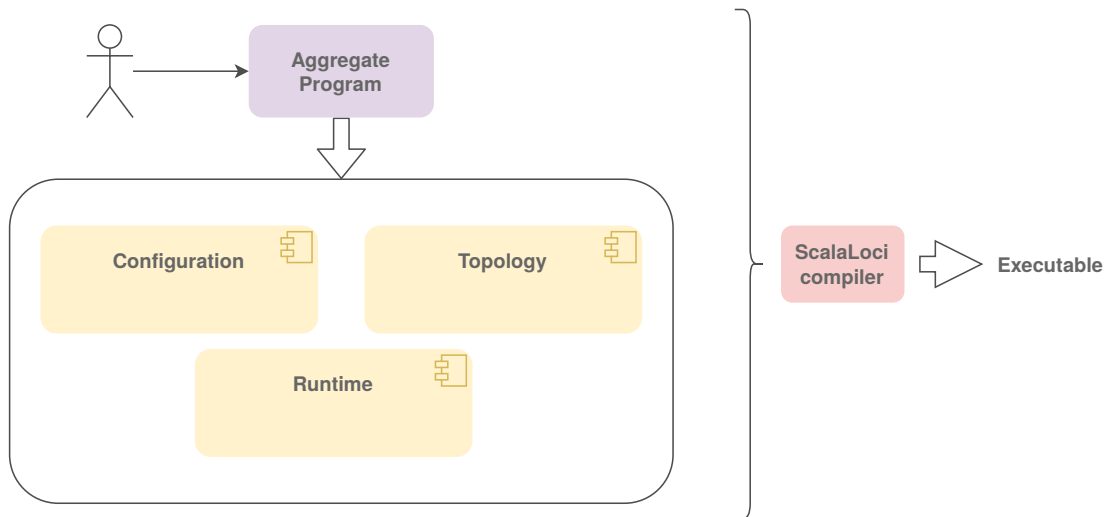 Aggregate
Program
Configuration
Topology
Runtime
ScalaLoci
compiler
Executable